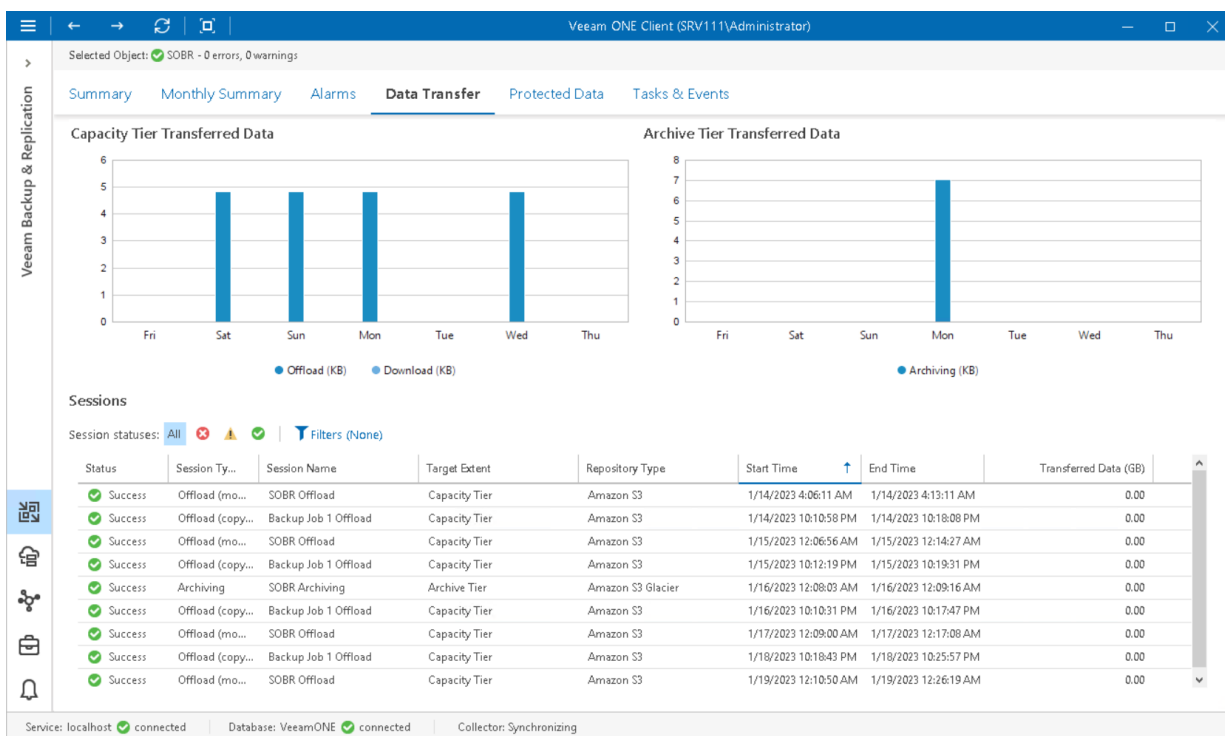 Veeam ONE Client (SRV111\Administrator)
Selected Object: SOBR - 0 errors, 0 warnings
Veeam Backup & Replication
Summary Monthly Summary Alarms Data Transfer Protected Data Tasks & Events
Capacity Tier Transferred Data
6
5
4
3
2
1
0
Fri Sat Sun Mon Tue Wed Thu
Offload (KB) Download (KB)
Archive Tier Transferred Data
8
7
6
5
4
3
2
1
0
Fri Sat Sun Mon Tue Wed Thu
Archiving (KB)
Sessions
Session statuses: All Filters (None)
Status Session Ty... Session Name Target Extent Repository Type Start Time End Time Transferred Data (GB)
Success Offload (mo... SOBR Offload Capacity Tier Amazon S3 1/14/2023 4:06:11 AM 1/14/2023 4:13:11 AM 0.00
Success Offload (copy... Backup Job 1 Offload Capacity Tier Amazon S3 1/14/2023 10:10:58 PM 1/14/2023 10:18:08 PM 0.00
Success Offload (mo... SOBR Offload Capacity Tier Amazon S3 1/15/2023 12:06:56 AM 1/15/2023 12:14:27 AM 0.00
Success Offload (copy... Backup Job 1 Offload Capacity Tier Amazon S3 1/15/2023 10:12:19 PM 1/15/2023 10:19:31 PM 0.00
Success Archiving SOBR Archiving Archive Tier Amazon S3 Glacier 1/16/2023 12:08:03 AM 1/16/2023 12:09:16 AM 0.00
Success Offload (copy... Backup Job 1 Offload Capacity Tier Amazon S3 1/16/2023 10:10:31 PM 1/16/2023 10:17:47 PM 0.00
Success Offload (mo... SOBR Offload Capacity Tier Amazon S3 1/17/2023 12:09:00 AM 1/17/2023 12:17:08 AM 0.00
Success Offload (copy... Backup Job 1 Offload Capacity Tier Amazon S3 1/18/2023 10:18:43 PM 1/18/2023 10:25:57 PM 0.00
Success Offload (mo... SOBR Offload Capacity Tier Amazon S3 1/19/2023 12:10:50 AM 1/19/2023 12:26:19 AM 0.00
Service: localhost connected Database: VeeamONE connected Collector: Synchronizing